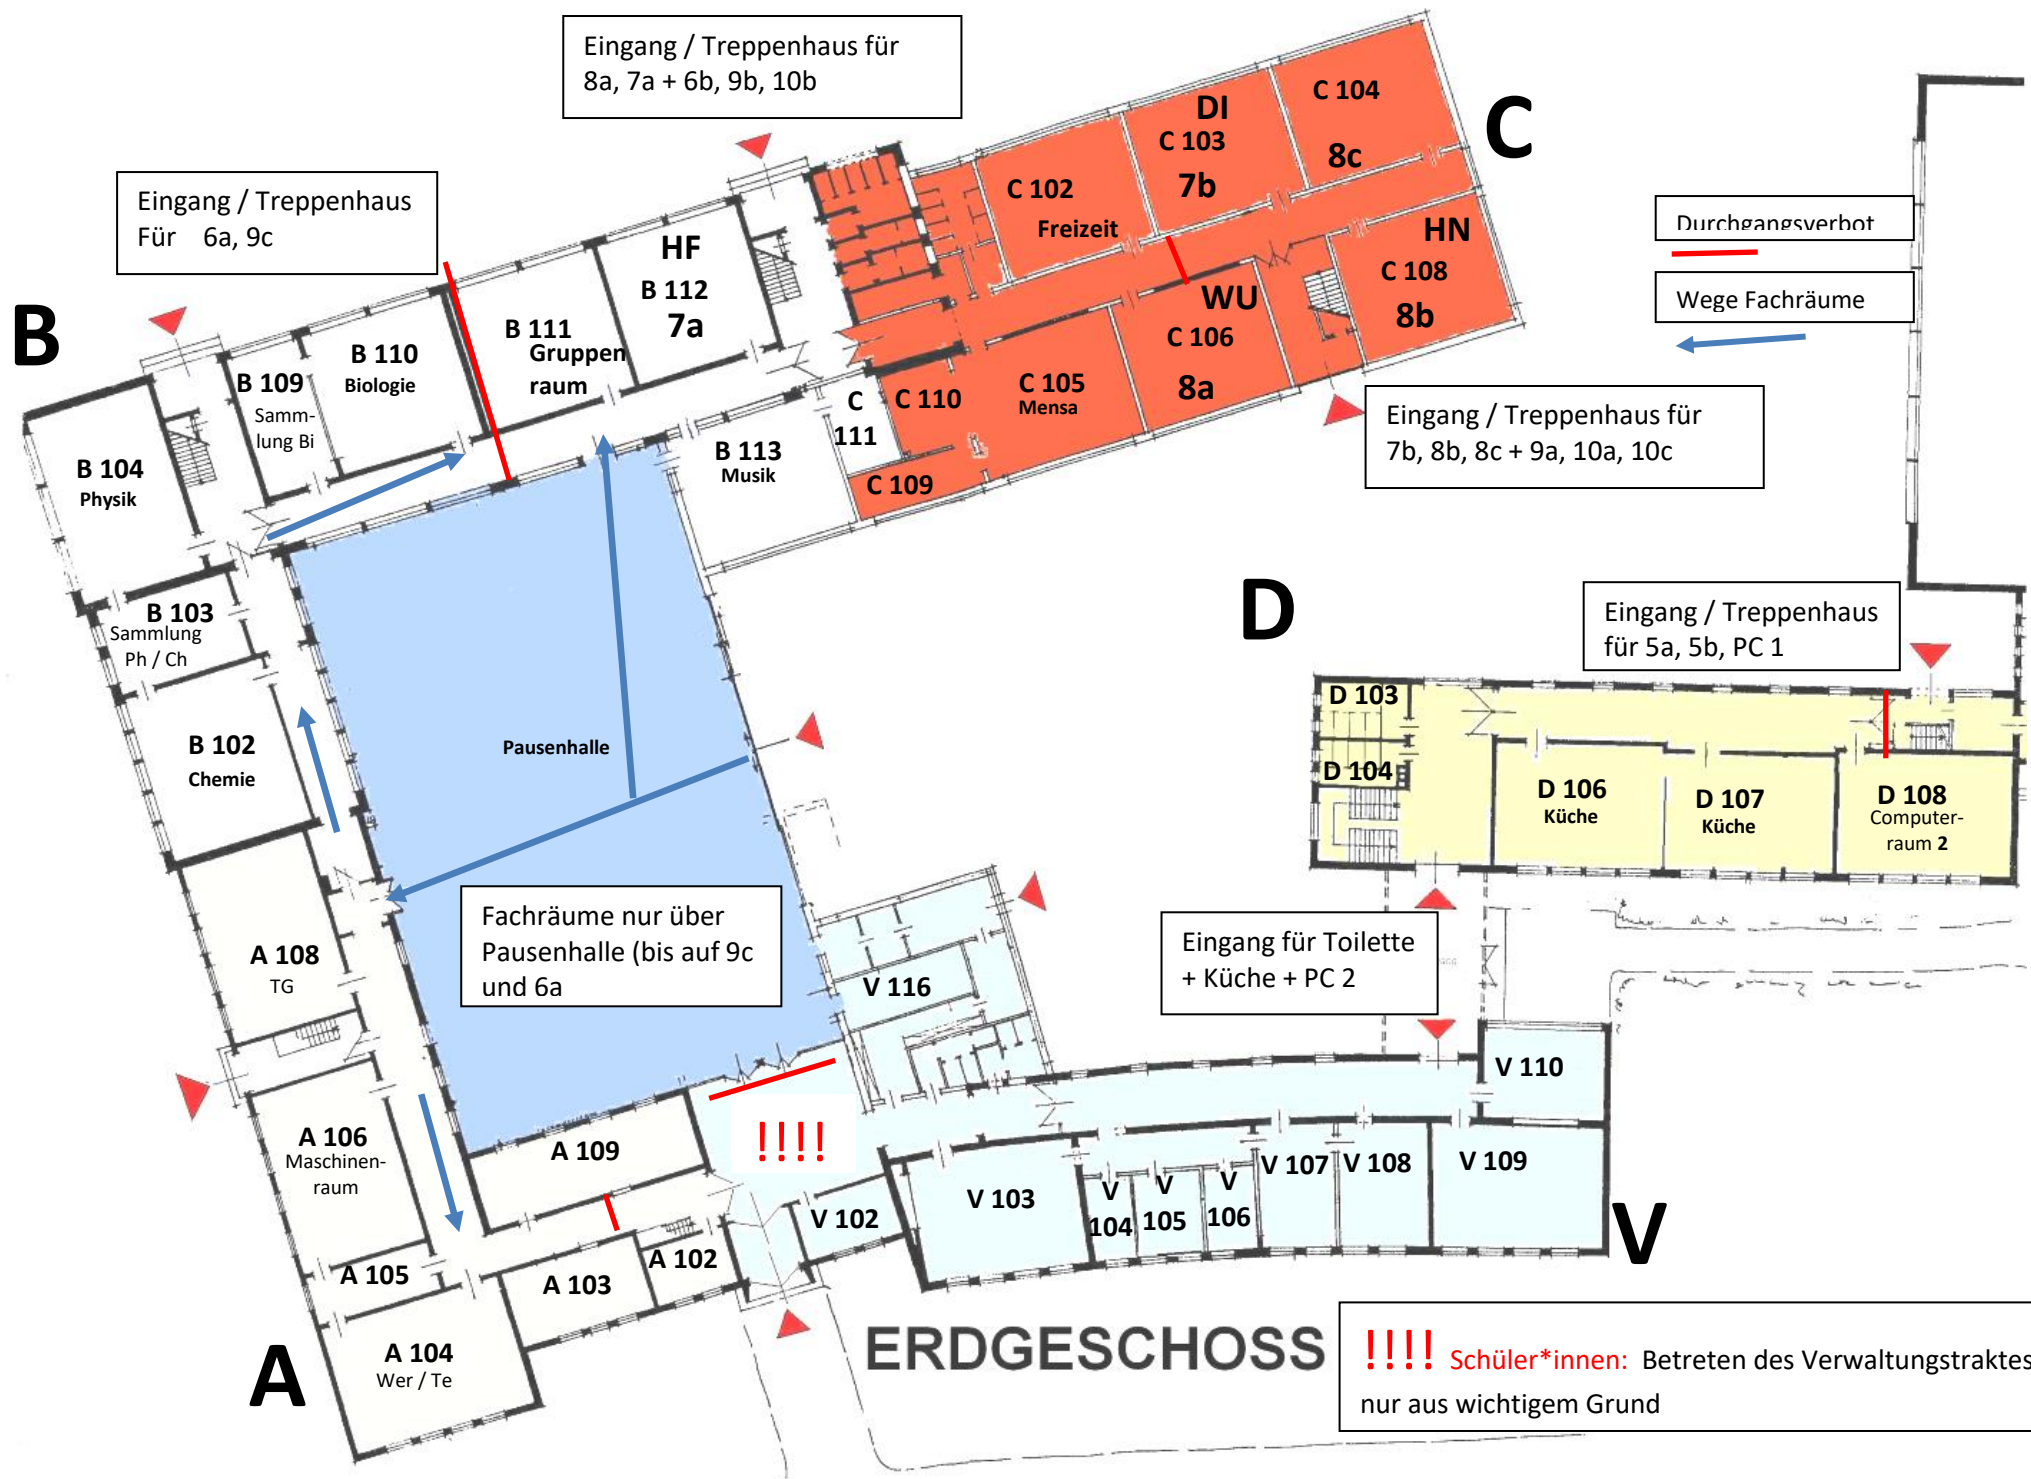 Eingang / Treppenhaus für
8a, 7a + 6b, 9b, 10b
Eingang / Treppenhaus
Für 6a, 9c
B
C
DI
C 103
7b
C 104
8c
C 102
Freizeit
HN
C 108
8b
WU
C 106
8a
C 105
Mensa
C 110
C
111
C 109
HF
B 112
7a
B 111
Gruppen
raum
B 110
Biologie
B 109
Samm-
lung Bi
B 104
Physik
B 113
Musik
B 103
Sammlung
Ph / Ch
B 102
Chemie
Durchgangsverbot
Wege Fachräume
Eingang / Treppenhaus für
7b, 8b, 8c + 9a, 10a, 10c
D
Eingang / Treppenhaus
für 5a, 5b, PC 1
D 103
D 104
D 106
Küche
D 107
Küche
D 108
Computer-
raum 2
Pausenhalle
Fachräume nur über
Pausenhalle (bis auf 9c
und 6a
Eingang für Toilette
+ Küche + PC 2
A 108
TG
A 106
Maschinen-
raum
A 105
A 104
Wer / Te
A 103
A 102
A 109
A
!!!!
V 116
V 102
V 103
V
104
V
105
V
106
V 107
V 108
V 109
V 110
V
ERDGESCHOSS
!!!! Schüler*innen: Betreten des Verwaltungstraktes
nur aus wichtigem Grund